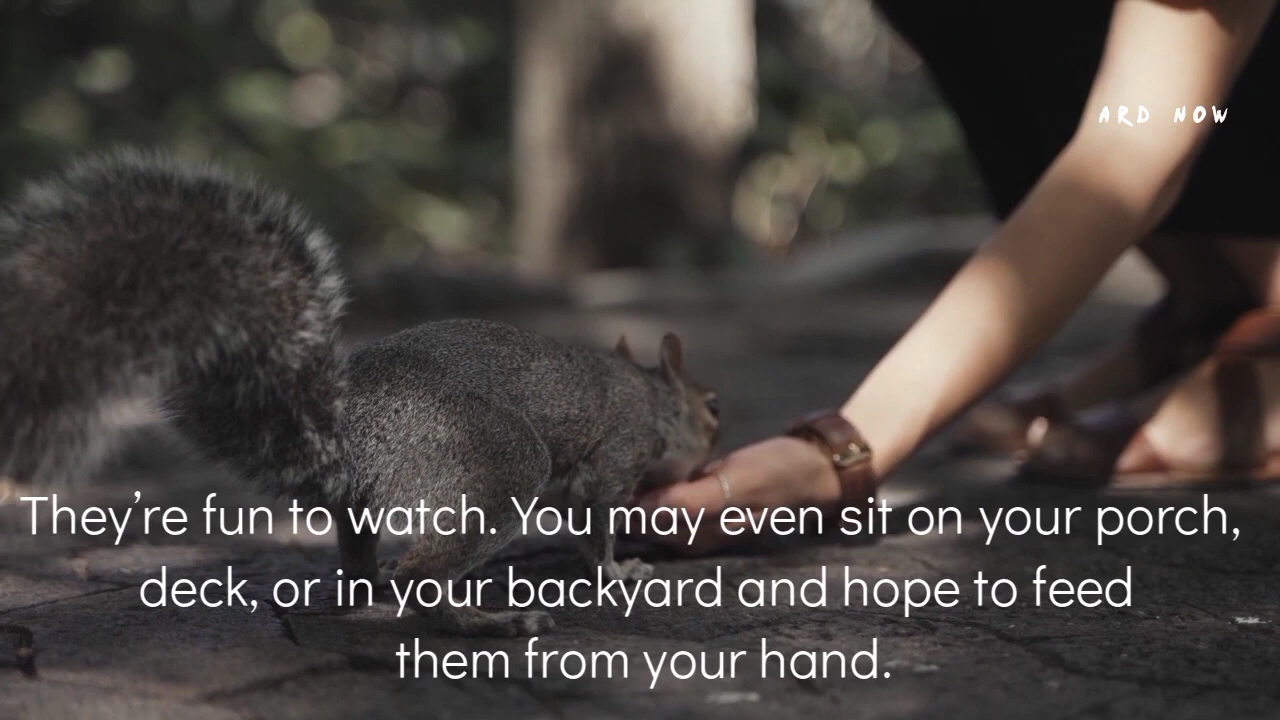 ARD NOW
They’re fun to watch. You may even sit on your porch,
deck, or in your backyard and hope to feed
them from your hand.